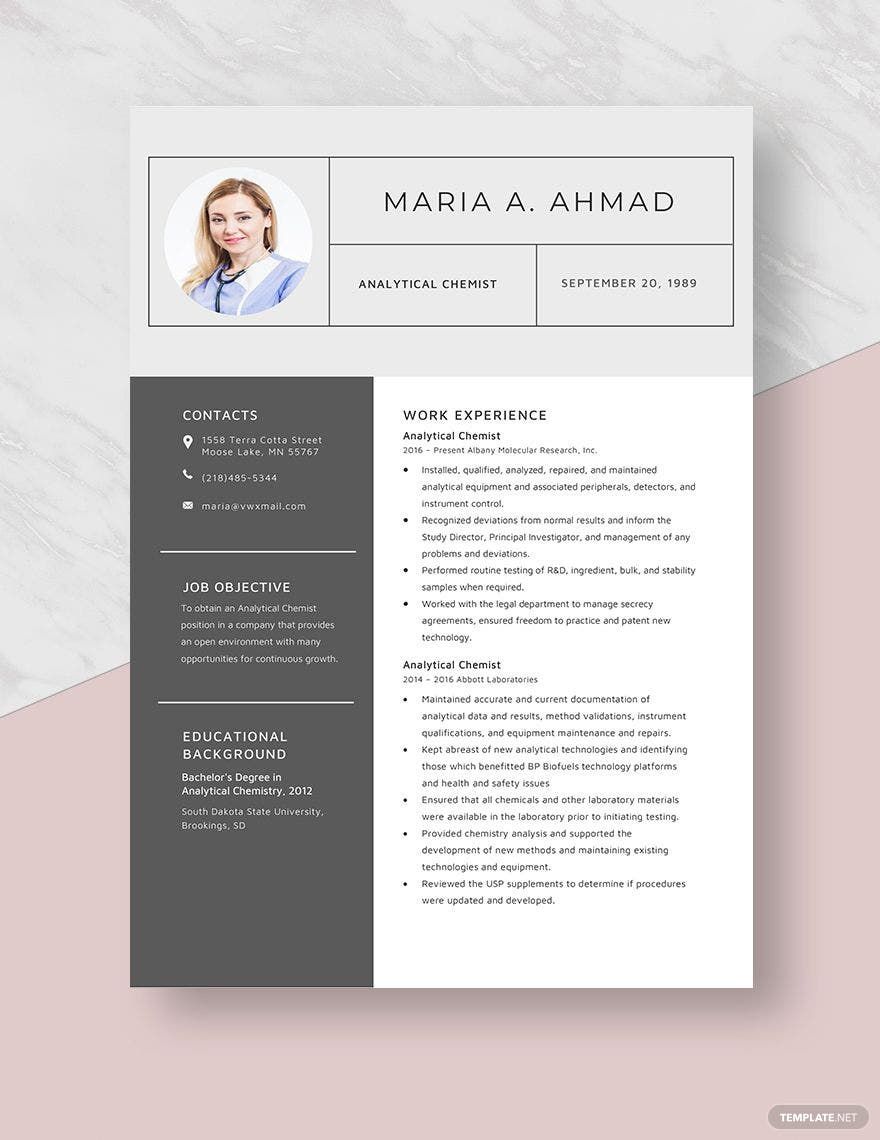 MARIA A. AHMAD
ANALYTICAL CHEMIST
SEPTEMBER 20, 1989
CONTACTS
1558 Terra Cotta Street
Moose Lake, MN 55767
(218)485-5344
maria@vwxmail.com
JOB OBJECTIVE
To obtain an Analytical Chemist
position in a company that provides
an open environment with many
opportunities for continuous growth.
EDUCATIONAL
BACKGROUND
Bachelor's Degree in
Analytical Chemistry, 2012
South Dakota State University,
Brookings, SD
WORK EXPERIENCE
Analytical Chemist
2016 - Present Albany Molecular Research, Inc.
• Installed, qualified, analyzed, repaired, and maintained
analytical equipment and associated peripherals, detectors, and
instrument control.
• Recognized deviations from normal results and inform the
Study Director, Principal Investigator, and management of any
problems and deviations.
• Performed routine testing of R&D, ingredient, bulk, and stability
samples when required.
• Worked with the legal department to manage secrecy
agreements, ensured freedom to practice and patent new
technology.
Analytical Chemist
2014 - 2016 Abbott Laboratories
• Maintained accurate and current documentation of
analytical data and results, method validations, instrument
qualifications, and equipment maintenance and repairs.
• Kept abreast of new analytical technologies and identifying
those which benefitted BP Biofuels technology platforms
and health and safety issues
• Ensured that all chemicals and other laboratory materials
were available in the laboratory prior to initiating testing.
• Provided chemistry analysis and supported the
development of new methods and maintaining existing
technologies and equipment.
• Reviewed the USP supplements to determine if procedures
were updated and developed.
TEMPLATE.NET